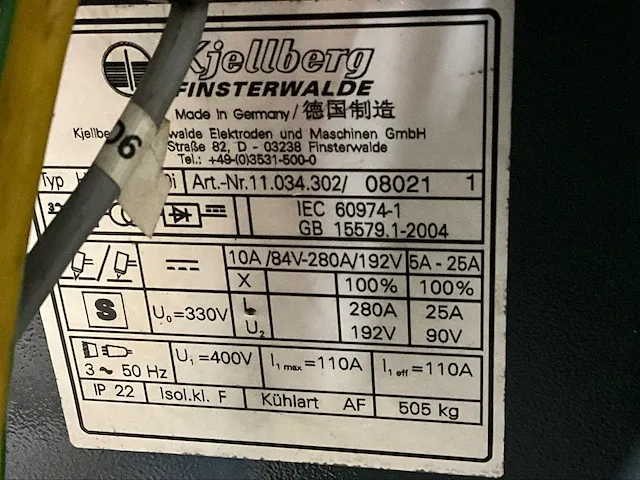 Kjellberg
FINSTERWALDE
Made in Germany/德国制造
Kjellbe walde Elektroden und Maschinen GmbH
Straße 82, D - 03238 Finsterwalde
Tel.: +49-(0)3531-500-0
06
Typ Art.-Nr.11.034.302/ 08021 1
3~ IEC 60974-1
GB 15579.1-2004
10A/84V-280A/192V 5A - 25A
X 100% 100%
S U₀=330V I₂ 280A 25A
U₂ 192V 90V
3~ 50 Hz U₁=400V I₁ max=110A I₁ eff=110A
IP 22 Isol.kl. F Kühlart AF 505 kg